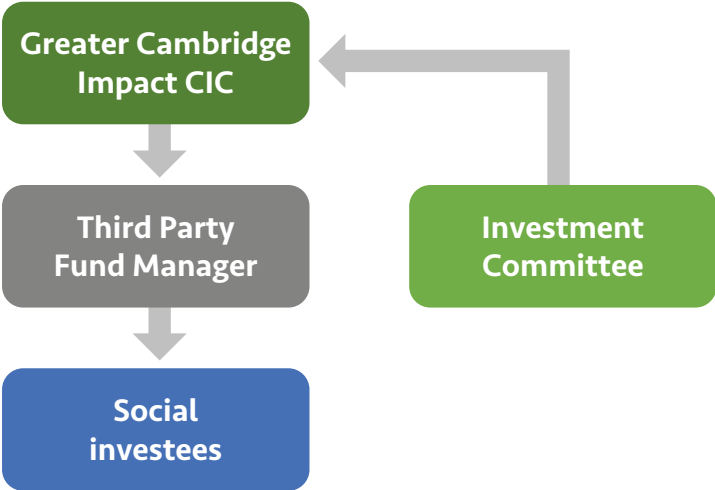 Greater Cambridge
Impact CIC
Third Party
Fund Manager
Investment
Committee
Social
investees